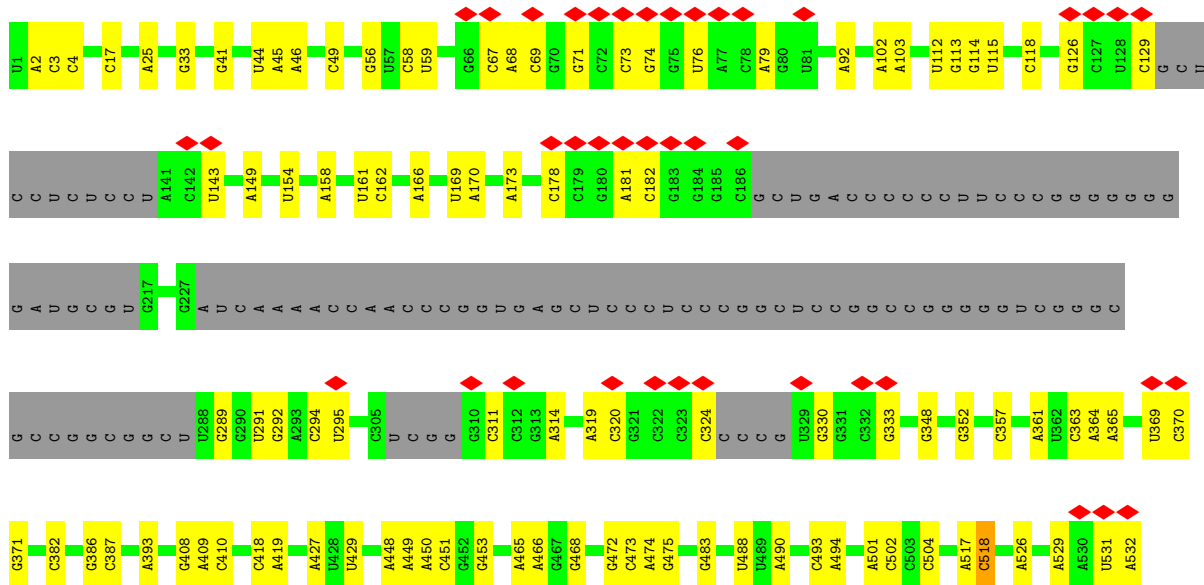 U1 A2 C3 C4 C17 A25 G33 G41 U44 A45 A46 C49 G56 U57 C58 U59 G66 C67 A68 C69 G70 G71 C72 C73 G74 G75 U76 A77 C78 A79 G80 U81 A92 A102 A103 U112 G113 G114 U115 C118 G126 C127 U128 C129 G C U
C C U C U C C U A141 C142 U143 A149 U154 A158 U161 C162 A166 U169 A170 A173 C178 C179 G180 A181 C182 G183 G184 G185 C186 G C U G A C C C C U U C C C G G G G G G G
G A U G C G U G217 G227 A U C A A A A C C A A C C C G G U G A G C U C C C U C C C G G C U C C G G C C G G G G G U C G G G C
G C C G G C G G C U U288 G289 G290 U291 G292 A293 C294 U295 C305 U C G G G310 C311 C312 G313 A314 A319 C320 G321 C322 C323 C324 C C C G U329 G330 G331 C332 G333 G348 G352 C357 A361 U362 C363 A364 A365 U369 C370
G371 C382 G386 C387 A393 G408 A409 C410 C418 A419 A427 U428 U429 A448 A449 A450 C451 G452 G453 A465 A466 G467 G468 G472 C473 A474 G475 G483 U488 U489 A490 C493 A494 A501 C502 C503 C504 A517 C518 A526 A529 A530 U531 A532